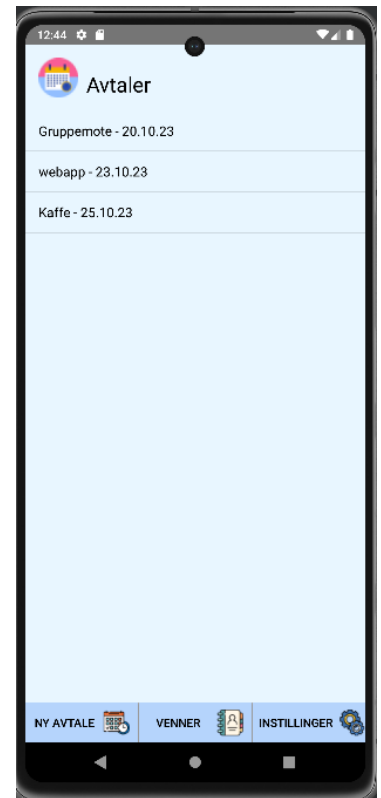 12:44
Avtaler
Gruppemote - 20.10.23
webapp - 23.10.23
Kaffe - 25.10.23
NY AVTALE VENNER INSTILLINGER